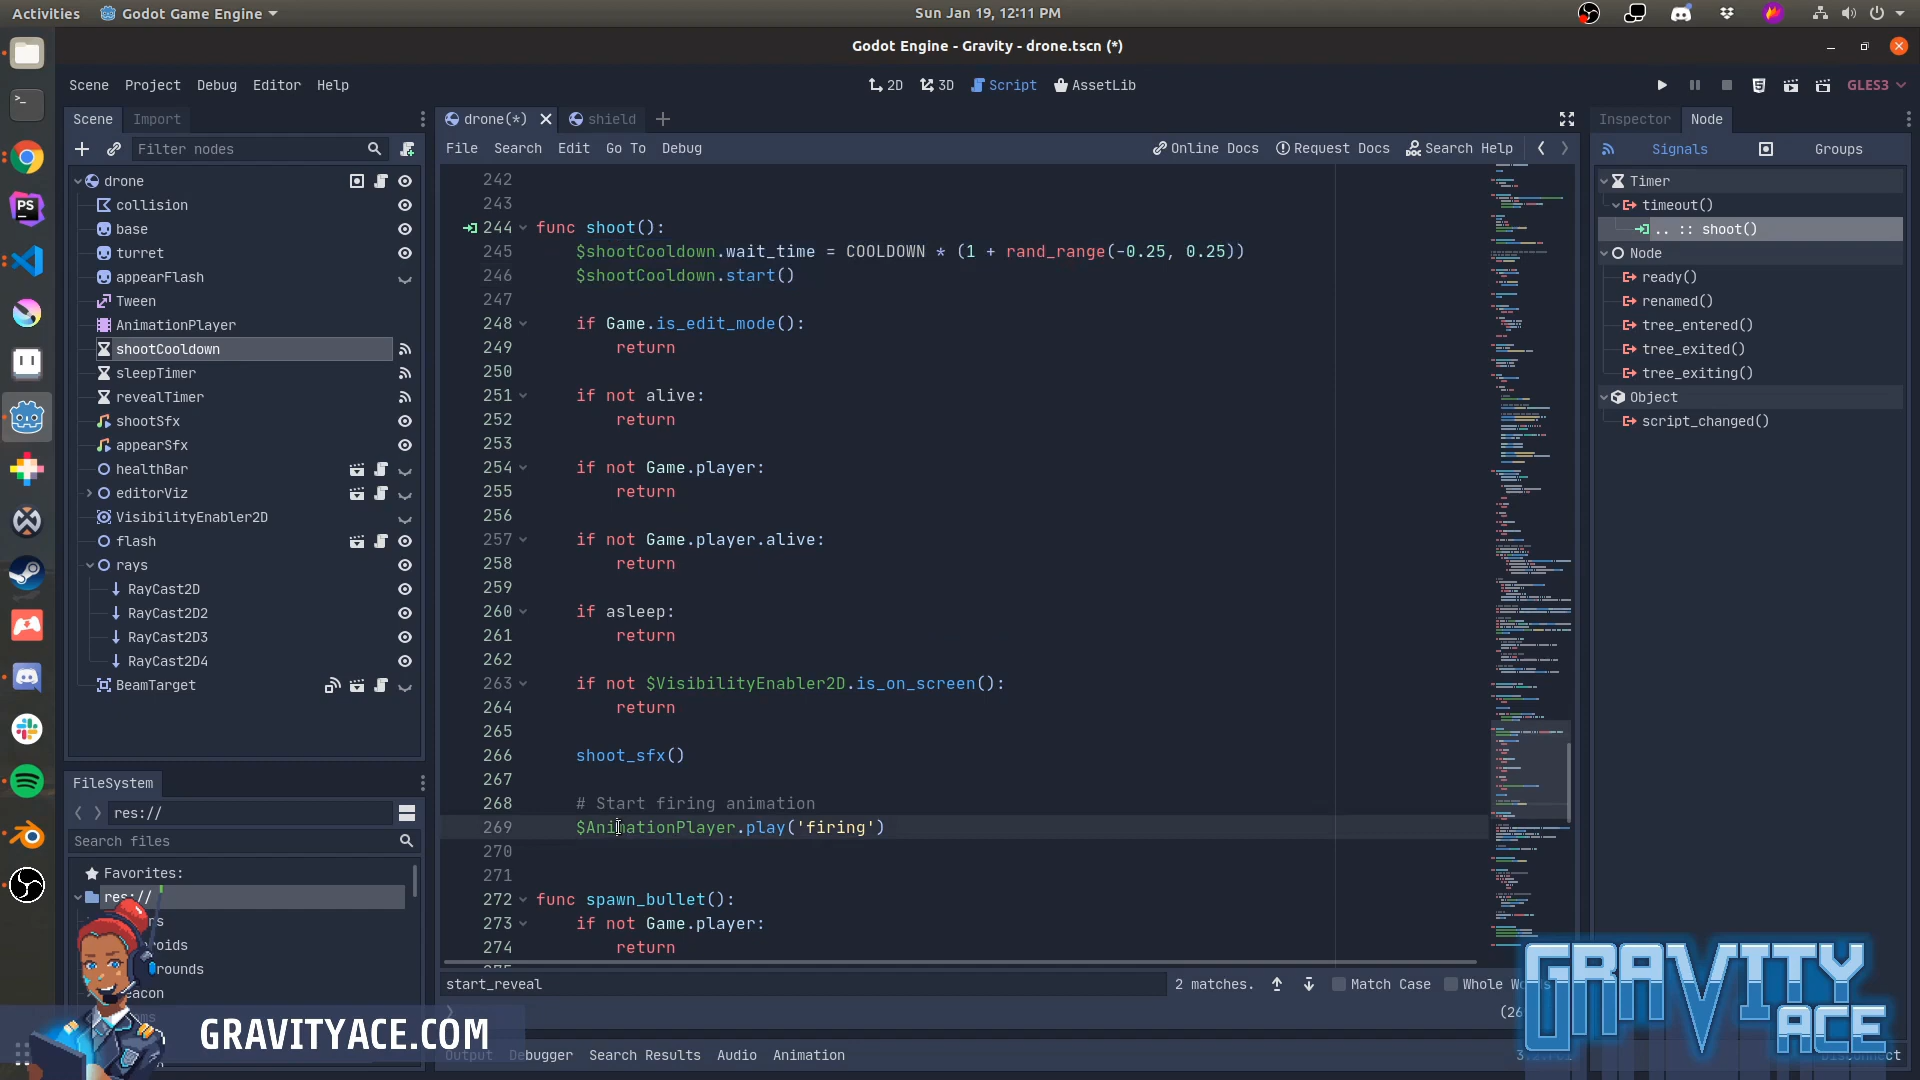 Activities
Godot Game Engine
Sun Jan 19, 12:11 PM
Godot Engine - Gravity - drone.tscn (*)
Scene Project Debug Editor Help
2D 3D Script AssetLib
GLES3
Scene Import
drone(*)
shield
Inspector Node
Filter nodes
File Search Edit Go To Debug
Online Docs Request Docs Search Help
Signals Groups
drone
collision
base
turret
appearFlash
Tween
AnimationPlayer
shootCooldown
sleepTimer
revealTimer
shootSfx
appearSfx
healthBar
editorViz
VisibilityEnabler2D
flash
rays
RayCast2D
RayCast2D2
RayCast2D3
RayCast2D4
BeamTarget
FileSystem
res://
Search files
Favorites:
res://
242
243
244 func shoot():
245 $shootCooldown.wait_time = COOLDOWN * (1 + rand_range(-0.25, 0.25))
246 $shootCooldown.start()
247
248 if Game.is_edit_mode():
249 return
250
251 if not alive:
252 return
253
254 if not Game.player:
255 return
256
257 if not Game.player.alive:
258 return
259
260 if asleep:
261 return
262
263 if not $VisibilityEnabler2D.is_on_screen():
264 return
265
266 shoot_sfx()
267
268 # Start firing animation
269 $AnimationPlayer.play('firing')
270
271
272 func spawn_bullet():
273 if not Game.player:
274 return
start_reveal
2 matches.
Match Case
Whole
Output Debugger Search Results Audio Animation
Timer
timeout()
.. :: shoot()
Node
ready()
renamed()
tree_entered()
tree_exited()
tree_exiting()
Object
script_changed()
GRAVITYACE.COM
GRAVITY
ACE